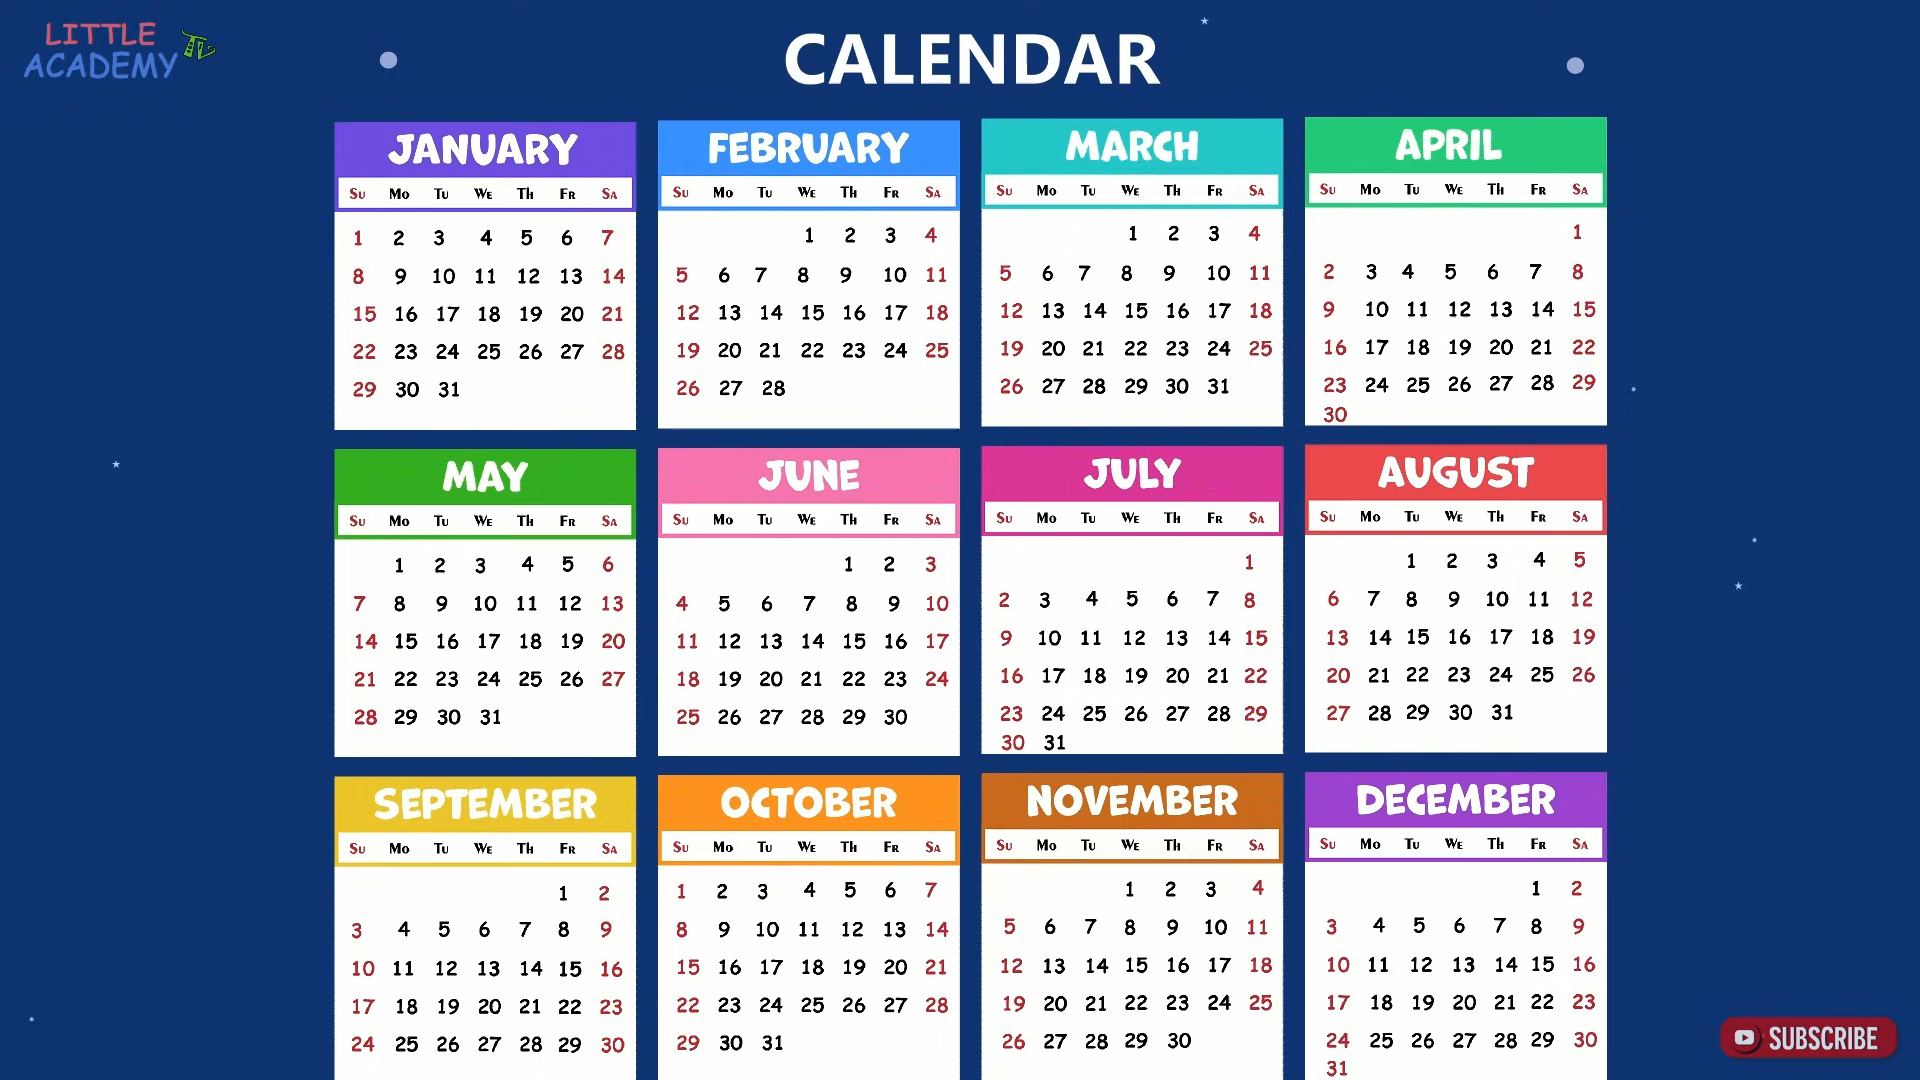 LITTLE
ACADEMY TV
CALENDAR
JANUARY
Su Mo Tu We Th Fr Sa
1 2 3 4 5 6 7
8 9 10 11 12 13 14
15 16 17 18 19 20 21
22 23 24 25 26 27 28
29 30 31
FEBRUARY
Su Mo Tu We Th Fr Sa
1 2 3 4
5 6 7 8 9 10 11
12 13 14 15 16 17 18
19 20 21 22 23 24 25
26 27 28
MARCH
Su Mo Tu We Th Fr Sa
1 2 3 4
5 6 7 8 9 10 11
12 13 14 15 16 17 18
19 20 21 22 23 24 25
26 27 28 29 30 31
APRIL
Su Mo Tu We Th Fr Sa
1
2 3 4 5 6 7 8
9 10 11 12 13 14 15
16 17 18 19 20 21 22
23 24 25 26 27 28 29
30
MAY
Su Mo Tu We Th Fr Sa
1 2 3 4 5 6
7 8 9 10 11 12 13
14 15 16 17 18 19 20
21 22 23 24 25 26 27
28 29 30 31
JUNE
Su Mo Tu We Th Fr Sa
1 2 3
4 5 6 7 8 9 10
11 12 13 14 15 16 17
18 19 20 21 22 23 24
25 26 27 28 29 30
JULY
Su Mo Tu We Th Fr Sa
1
2 3 4 5 6 7 8
9 10 11 12 13 14 15
16 17 18 19 20 21 22
23 24 25 26 27 28 29
30 31
AUGUST
Su Mo Tu We Th Fr Sa
1 2 3 4 5
6 7 8 9 10 11 12
13 14 15 16 17 18 19
20 21 22 23 24 25 26
27 28 29 30 31
SEPTEMBER
Su Mo Tu We Th Fr Sa
1 2
3 4 5 6 7 8 9
10 11 12 13 14 15 16
17 18 19 20 21 22 23
24 25 26 27 28 29 30
OCTOBER
Su Mo Tu We Th Fr Sa
1 2 3 4 5 6 7
8 9 10 11 12 13 14
15 16 17 18 19 20 21
22 23 24 25 26 27 28
29 30 31
NOVEMBER
Su Mo Tu We Th Fr Sa
1 2 3 4
5 6 7 8 9 10 11
12 13 14 15 16 17 18
19 20 21 22 23 24 25
26 27 28 29 30
DECEMBER
Su Mo Tu We Th Fr Sa
1 2
3 4 5 6 7 8 9
10 11 12 13 14 15 16
17 18 19 20 21 22 23
24 25 26 27 28 29 30
31
SUBSCRIBE